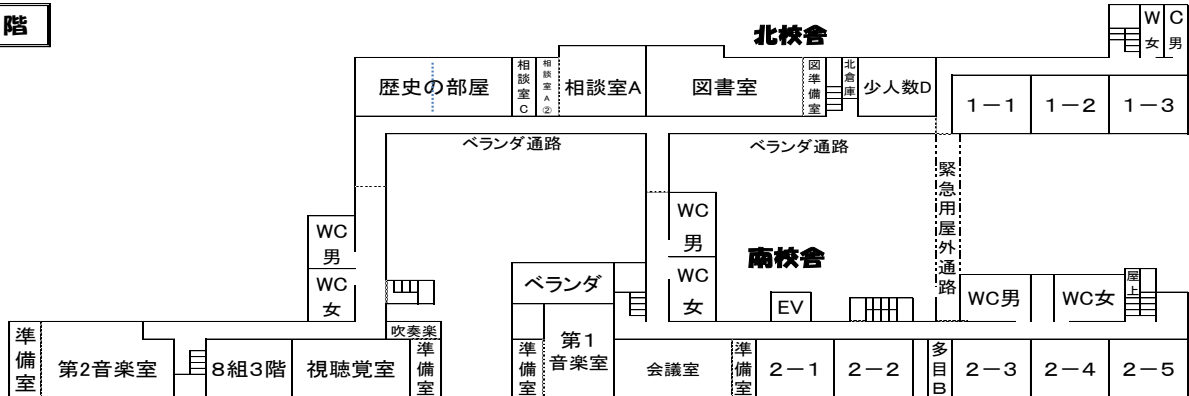 階
北校舎
W
女
C
男
歴史の部屋
相談室C
相談室A②
相談室A
図書室
図準備室
北倉庫
少人数D
1－1
1－2
1－3
ベランダ通路
ベランダ通路
緊急用屋外通路
WC
男
WC
女
WC
男
WC
女
南校舎
ベランダ
EV
WC男
WC女
屋上
準備室
第2音楽室
8組3階
視聴覚室
吹奏楽
準備室
準備室
第1
音楽室
会議室
準備室
2－1
2－2
多目B
2－3
2－4
2－5